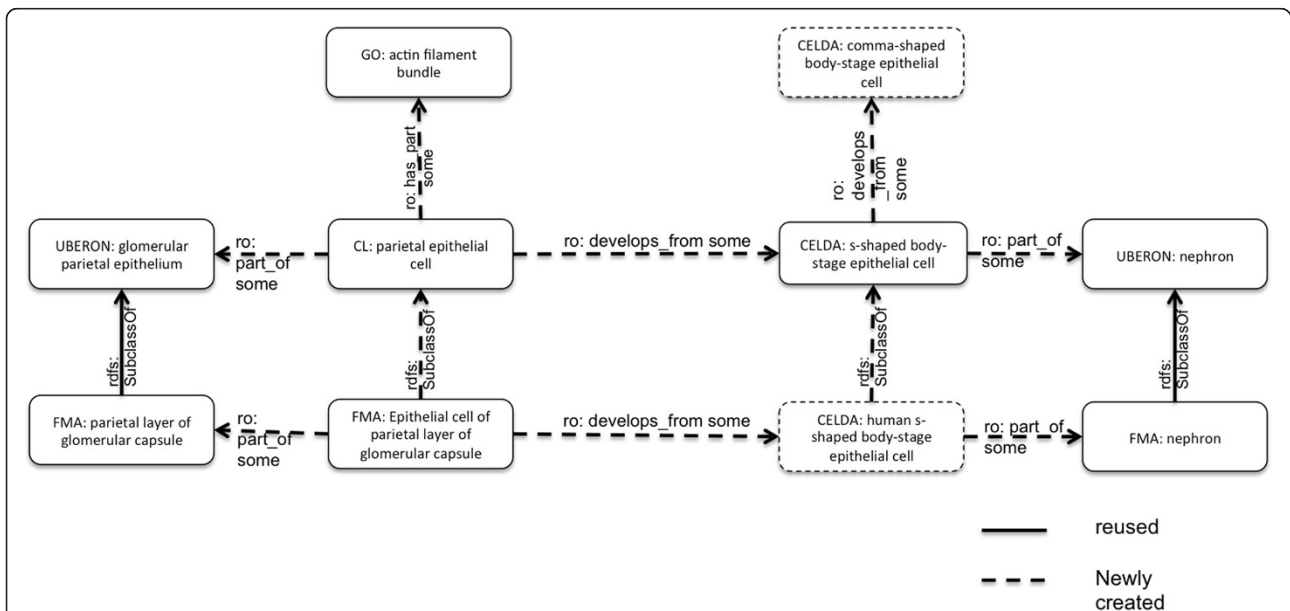 GO: actin filament
bundle
CELDA: comma-shaped
body-stage epithelial
cell
ro: has_part
some
ro:
develops
_from
some
UBERON: glomerular
parietal epithelium
ro:
part_of
some
CL: parietal epithelial
cell
ro: develops_from some
CELDA: s-shaped body-
stage epithelial cell
ro: part_of
some
UBERON: nephron
rdfs:
SubclassOf
rdfs:
SubclassOf
rdfs:
SubclassOf
rdfs:
SubclassOf
FMA: parietal layer of
glomerular capsule
ro:
part_of
some
FMA: Epithelial cell of
parietal layer of
glomerular capsule
ro: develops_from some
CELDA: human s-
shaped body-stage
epithelial cell
ro: part_of
some
FMA: nephron
reused
Newly
created